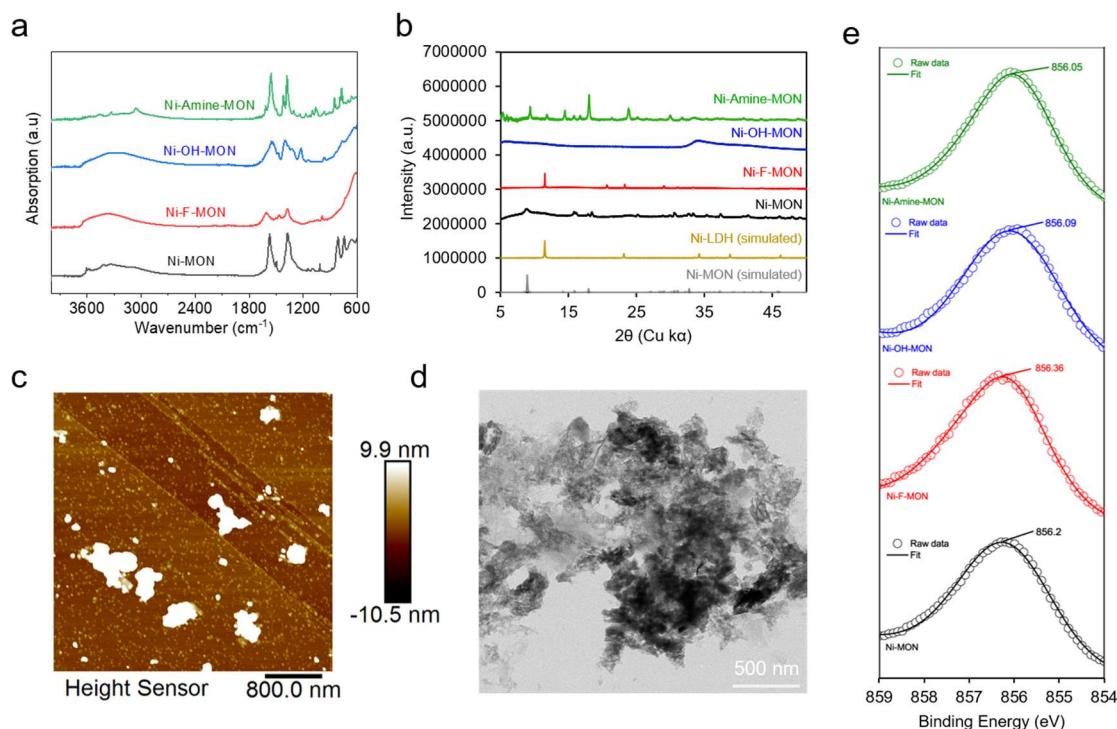 a
Absorption (a.u)
Ni-Amine-MON
Ni-OH-MON
Ni-F-MON
Ni-MON
3600 3000 2400 1800 1200 600
Wavenumber (cm⁻¹)
b
Intensity (a.u.)
7000000
6000000
5000000
4000000
3000000
2000000
1000000
0
Ni-Amine-MON
Ni-OH-MON
Ni-F-MON
Ni-MON
Ni-LDH (simulated)
Ni-MON (simulated)
5 15 25 35 45
2θ (Cu kα)
c
9.9 nm
-10.5 nm
Height Sensor
800.0 nm
d
500 nm
e
Raw data
Fit
856.05
Ni-Amine-MON
Raw data
Fit
856.09
Ni-OH-MON
Raw data
Fit
856.36
Ni-F-MON
Raw data
Fit
856.2
Ni-MON
859 858 857 856 855 854
Binding Energy (eV)